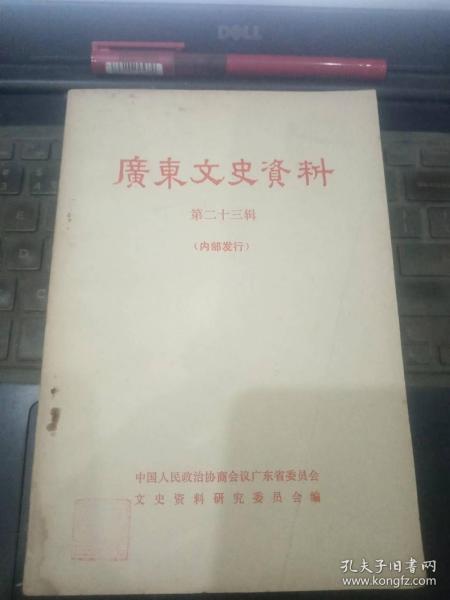 DELL
廣東文史資料
第二十三辑
（内部发行）
中国人民政治协商会议广东省委员会
文史资料研究委员会编
孔夫子旧书网
www.kongfz.com